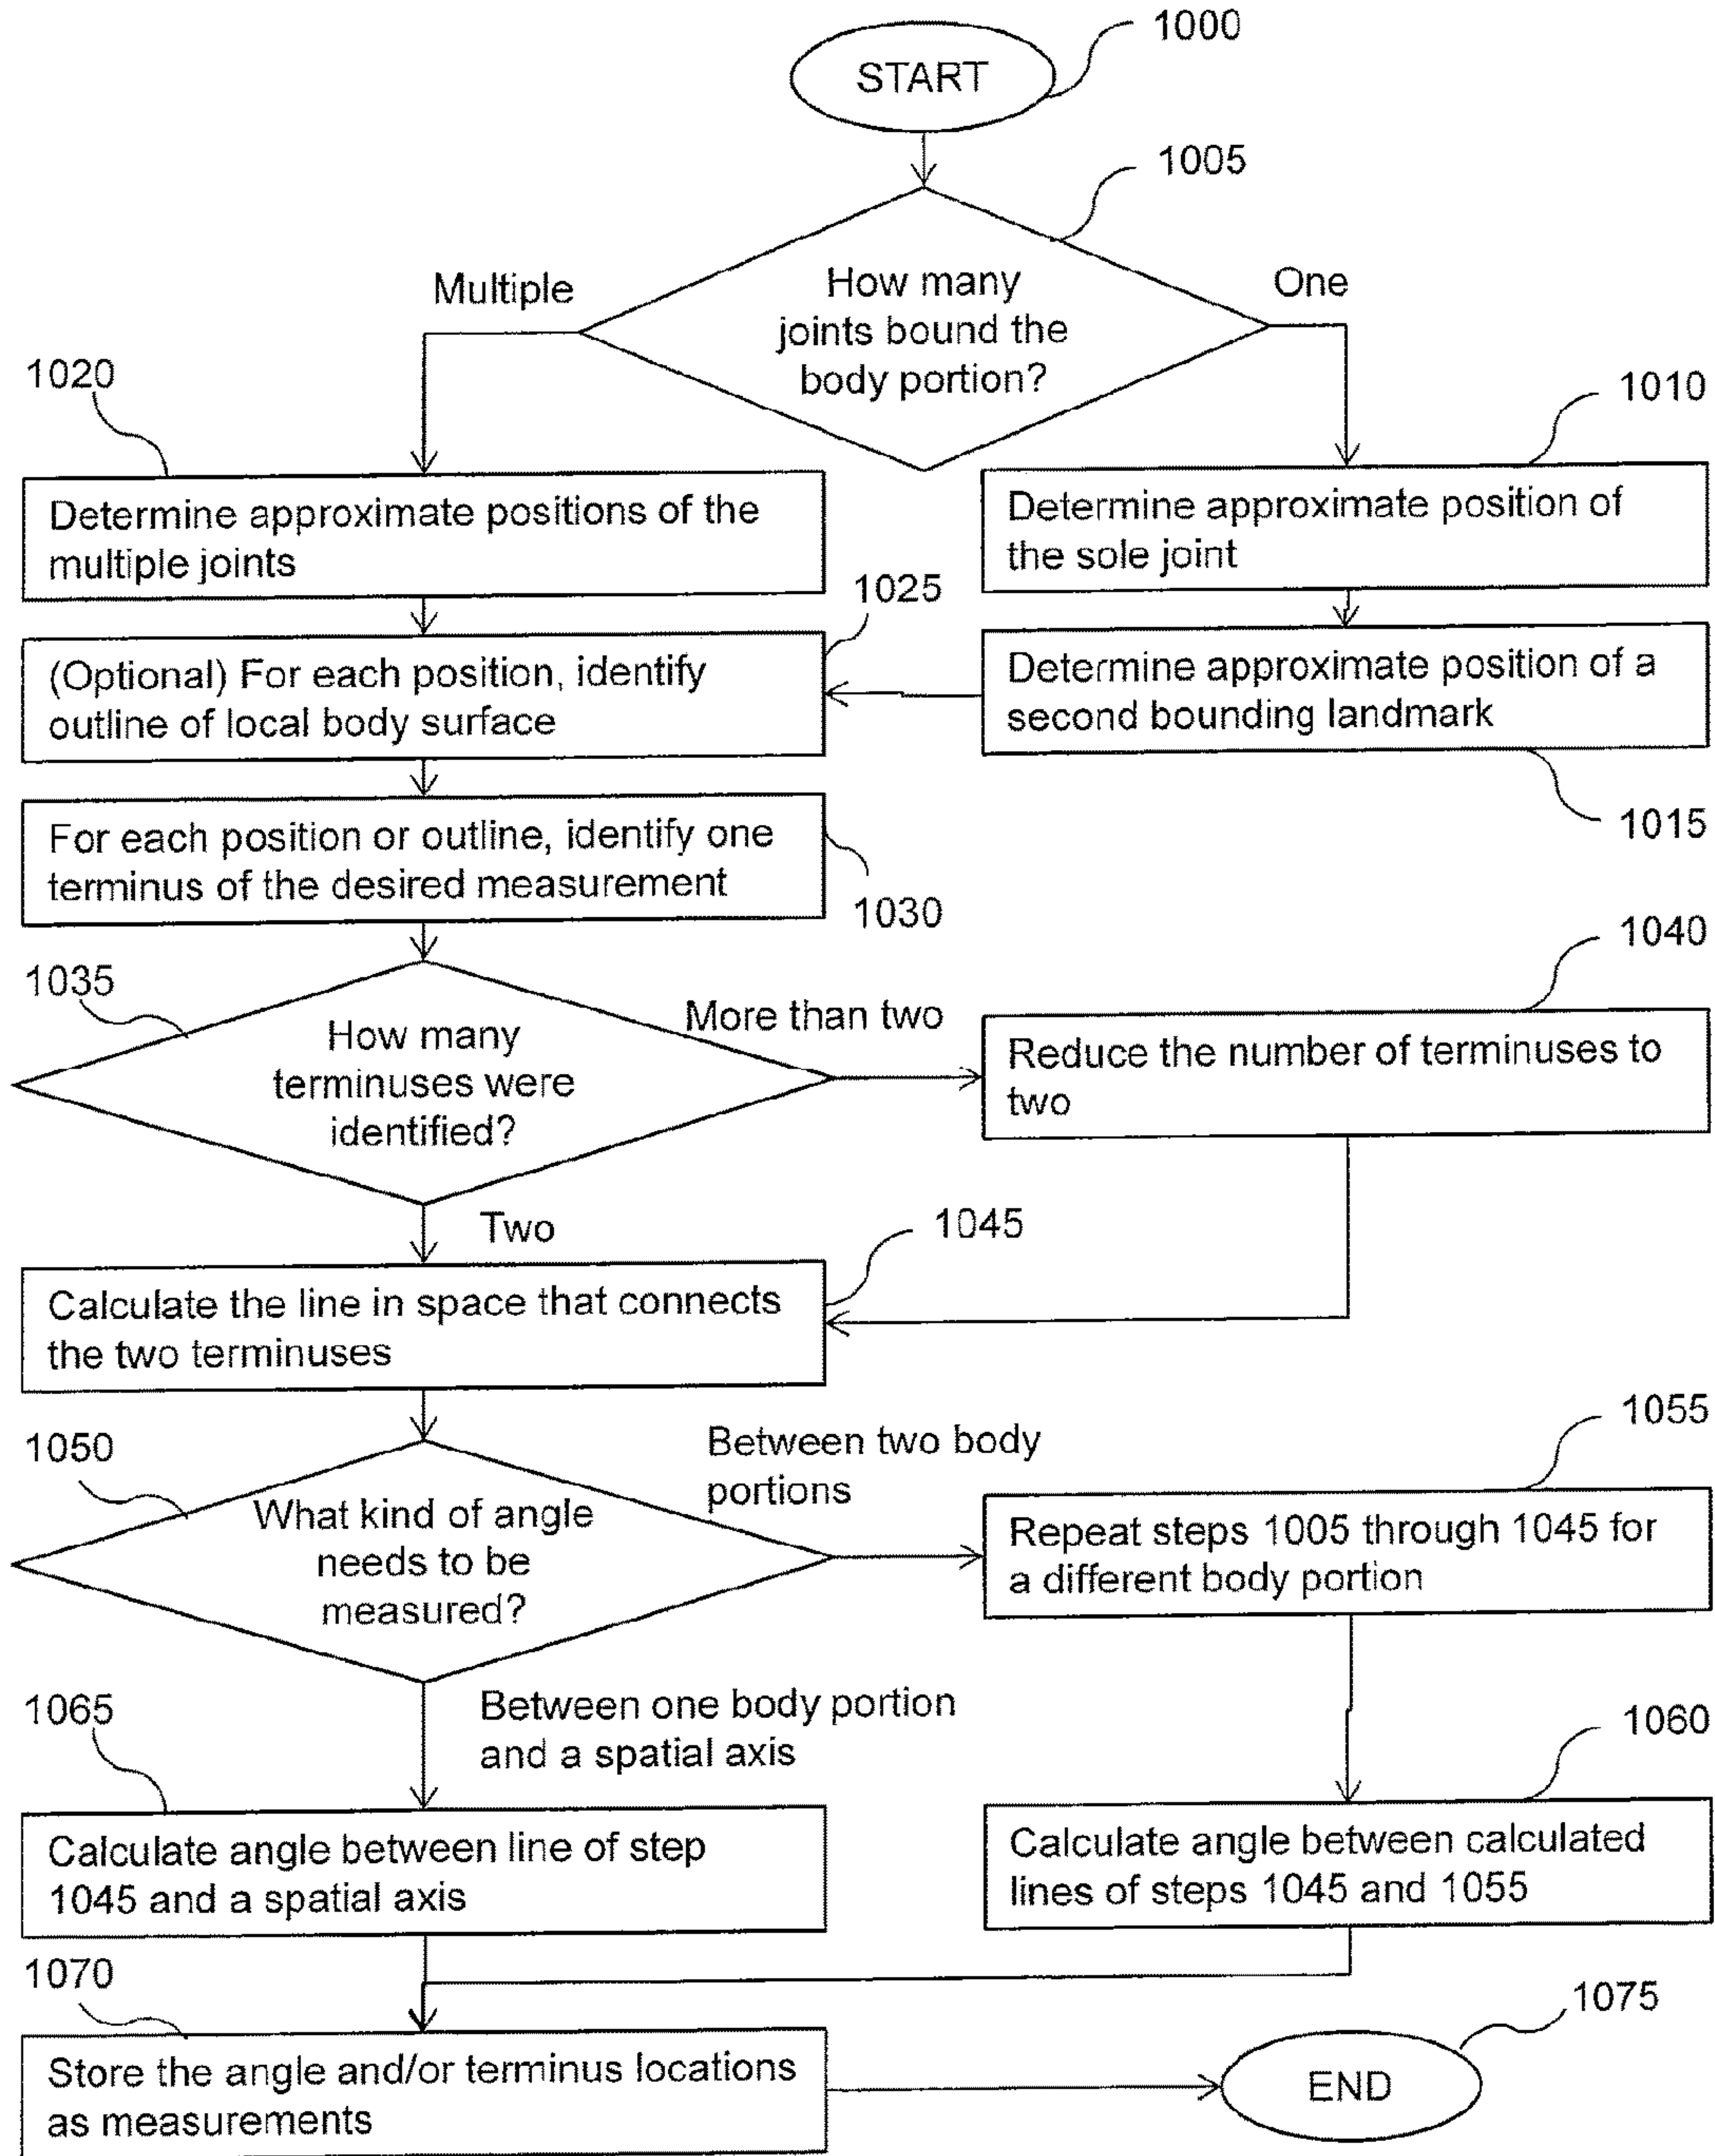 1000
START
1005
How many
joints bound the
body portion?
Multiple
One
1020
1010
Determine approximate positions of the
multiple joints
Determine approximate position of
the sole joint
1025
(Optional) For each position, identify
outline of local body surface
Determine approximate position of a
second bounding landmark
1015
For each position or outline, identify one
terminus of the desired measurement
1030
1035
How many
terminuses were
identified?
More than two
1040
Reduce the number of terminuses to
two
Two
1045
Calculate the line in space that connects
the two terminuses
1050
What kind of angle
needs to be
measured?
Between two body
portions
1055
Repeat steps 1005 through 1045 for
a different body portion
Between one body portion
and a spatial axis
1065
1060
Calculate angle between line of step
1045 and a spatial axis
Calculate angle between calculated
lines of steps 1045 and 1055
1070
Store the angle and/or terminus locations
as measurements
1075
END